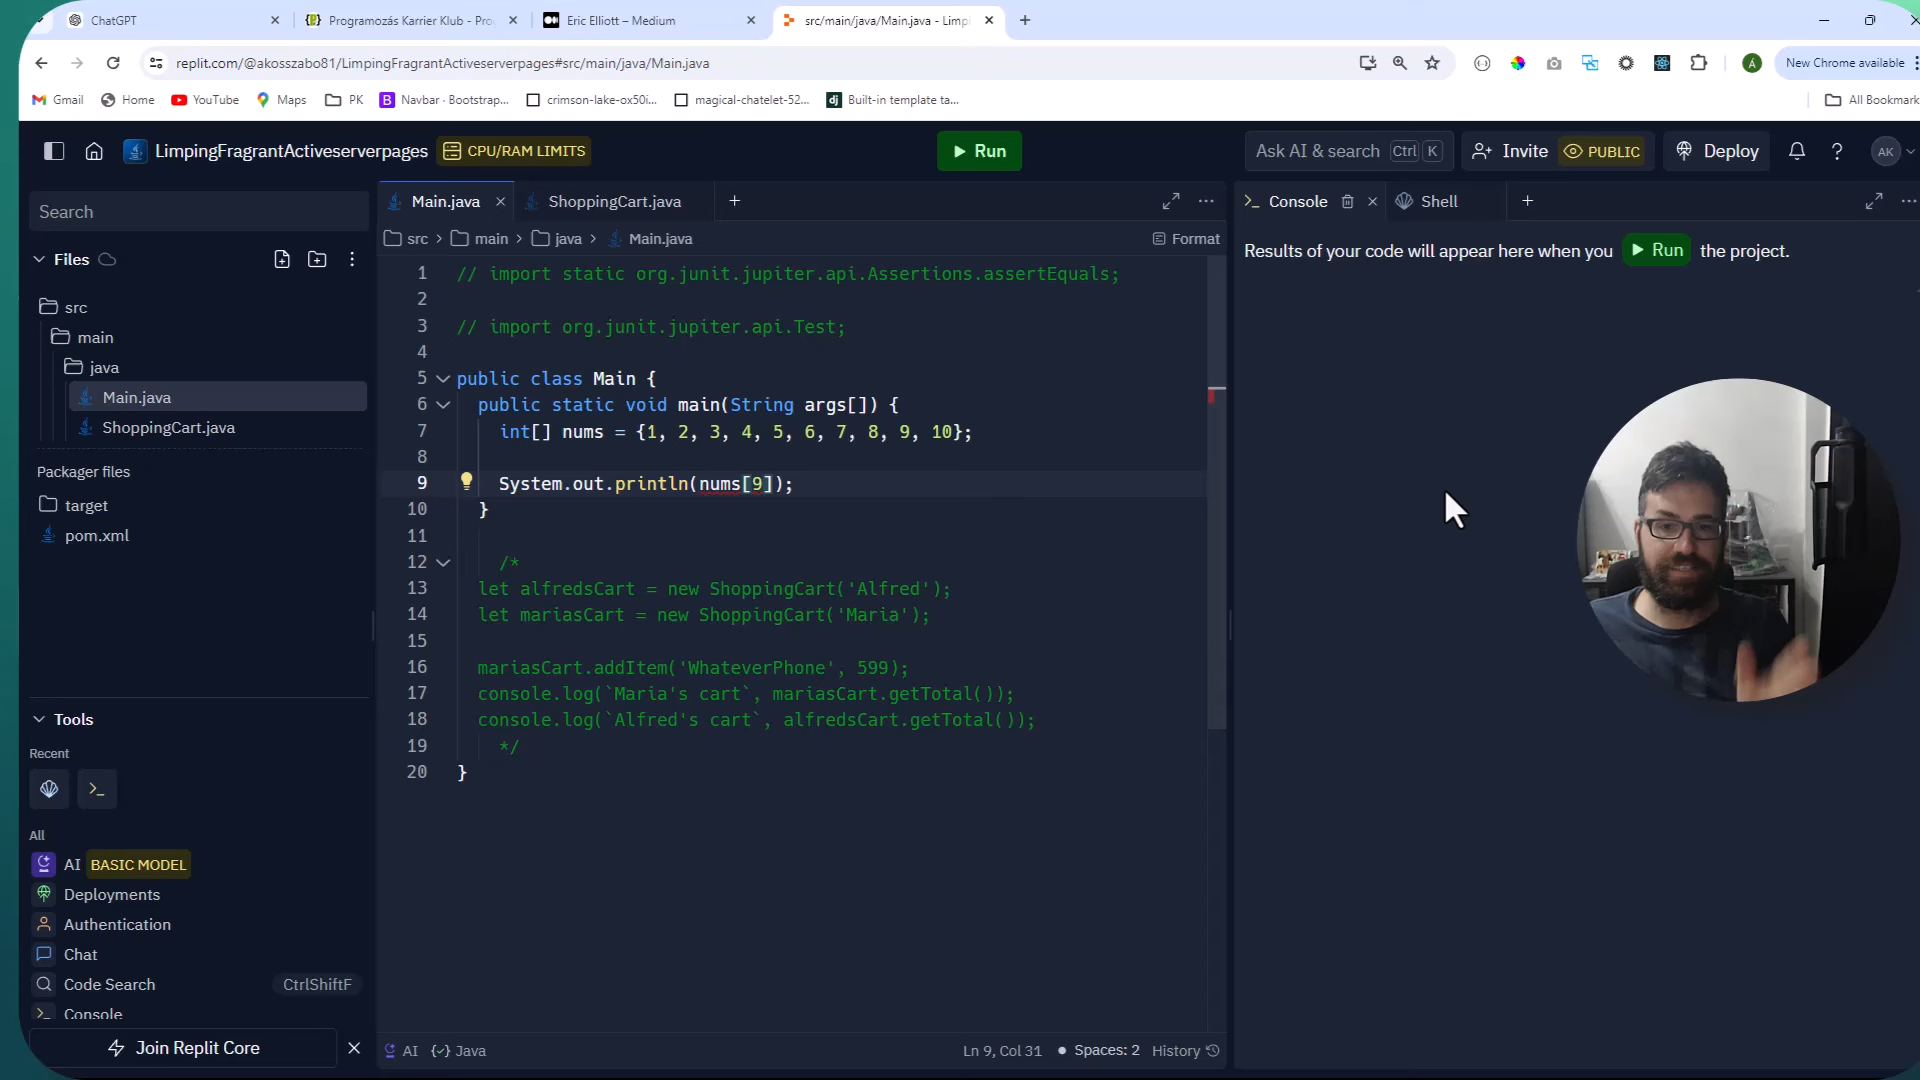 ChatGPT
Programozás Karrier Klub - Pro
Eric Elliott – Medium
src/main/java/Main.java - Limpi
replit.com/@akosszabo81/LimpingFragrantActiveserverpages#src/main/java/Main.java
Á
New Chrome available
Gmail
Home
YouTube
Maps
PK
B
Navbar · Bootstrap...
crimson-lake-ox50i...
magical-chatelet-52...
dj
Built-in template ta...
All Bookmark
LimpingFragrantActiveserverpages
CPU/RAM LIMITS
Run
Ask AI & search Ctrl K
Invite
PUBLIC
Deploy
?
AK
Search
Files
src
main
java
Main.java
ShoppingCart.java
Packager files
target
pom.xml
Tools
Recent
All
AI BASIC MODEL
Deployments
Authentication
Chat
Code Search CtrlShiftF
Console
Join Replit Core
Main.java
ShoppingCart.java
src > main > java > Main.java
Format
1 // import static org.junit.jupiter.api.Assertions.assertEquals;
2
3 // import org.junit.jupiter.api.Test;
4
5 public class Main {
6 public static void main(String args[]) {
7 int[] nums = {1, 2, 3, 4, 5, 6, 7, 8, 9, 10};
8
9 System.out.println(nums[9]);
10 }
11
12 /*
13 let alfredsCart = new ShoppingCart('Alfred');
14 let mariasCart = new ShoppingCart('Maria');
15
16 mariasCart.addItem('WhateverPhone', 599);
17 console.log(`Maria's cart`, mariasCart.getTotal());
18 console.log(`Alfred's cart`, alfredsCart.getTotal());
19 */
20 }
AI
Java
Ln 9, Col 31
Spaces: 2
History
Console
Shell
Results of your code will appear here when you Run the project.